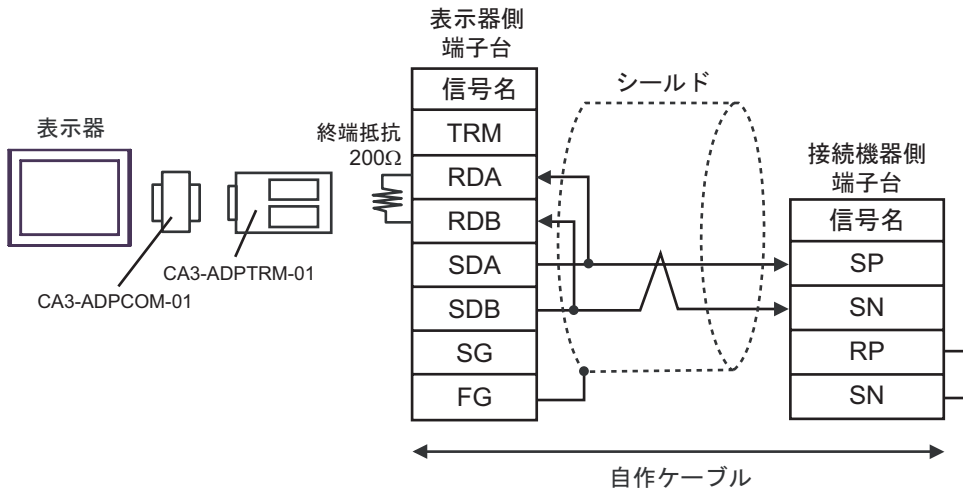 表示器
CA3-ADPCOM-01
CA3-ADPTRM-01
終端抵抗
200Ω
表示器側
端子台
信号名
TRM
RDA
RDB
SDA
SDB
SG
FG
シールド
接続機器側
端子台
信号名
SP
SN
RP
SN
自作ケーブル